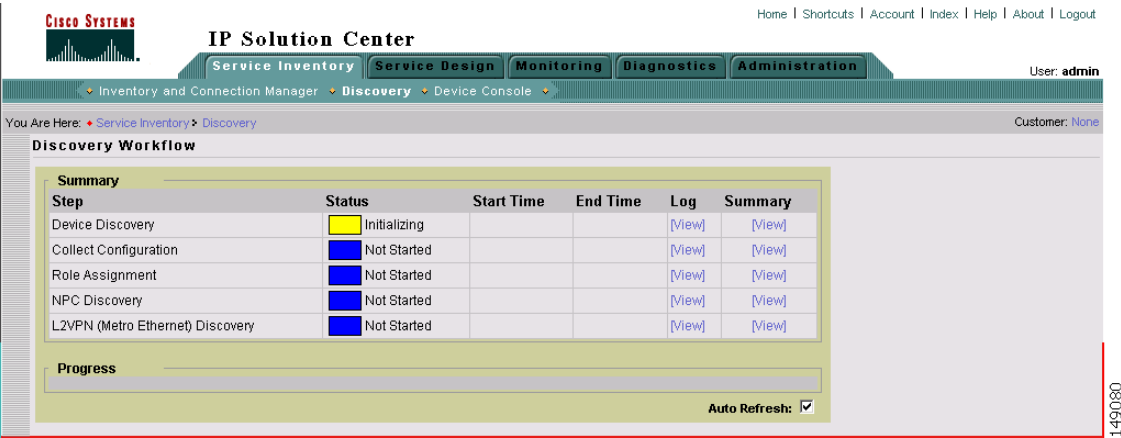 Home | Shortcuts | Account | Index | Help | About | Logout
CISCO SYSTEMS
IP Solution Center
Service Inventory Service Design Monitoring Diagnostics Administration
User: admin
Inventory and Connection Manager Discovery Device Console
You Are Here: Service Inventory Discovery Customer: None
Discovery Workflow
Summary
Step Status Start Time End Time Log Summary
Device Discovery Initializing [View] [View]
Collect Configuration Not Started [View] [View]
Role Assignment Not Started [View] [View]
NPC Discovery Not Started [View] [View]
L2VPN (Metro Ethernet) Discovery Not Started [View] [View]
Progress
Auto Refresh:
149080